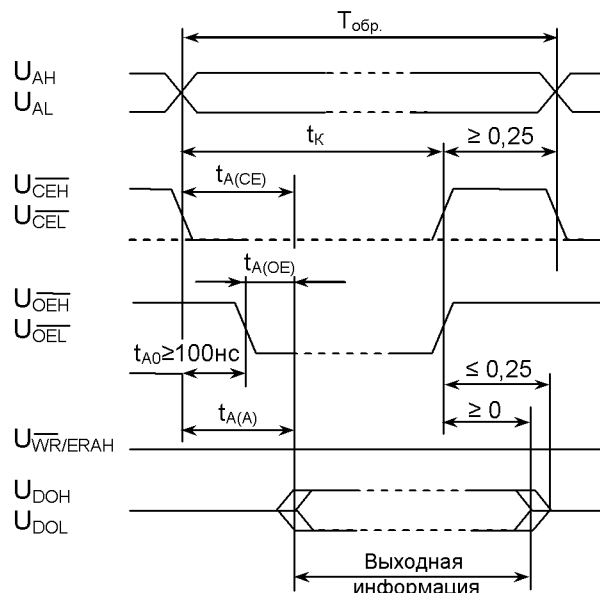 Tобр.
UAH
UAL
tК
≥ 0,25
UCEH
UCEL
tA(CE)
tA(OE)
UOEH
UOEL
tA0≥100нс
≤ 0,25
≥ 0
tA(A)
UWR/ERAH
UDOH
UDOL
Выходная
информация